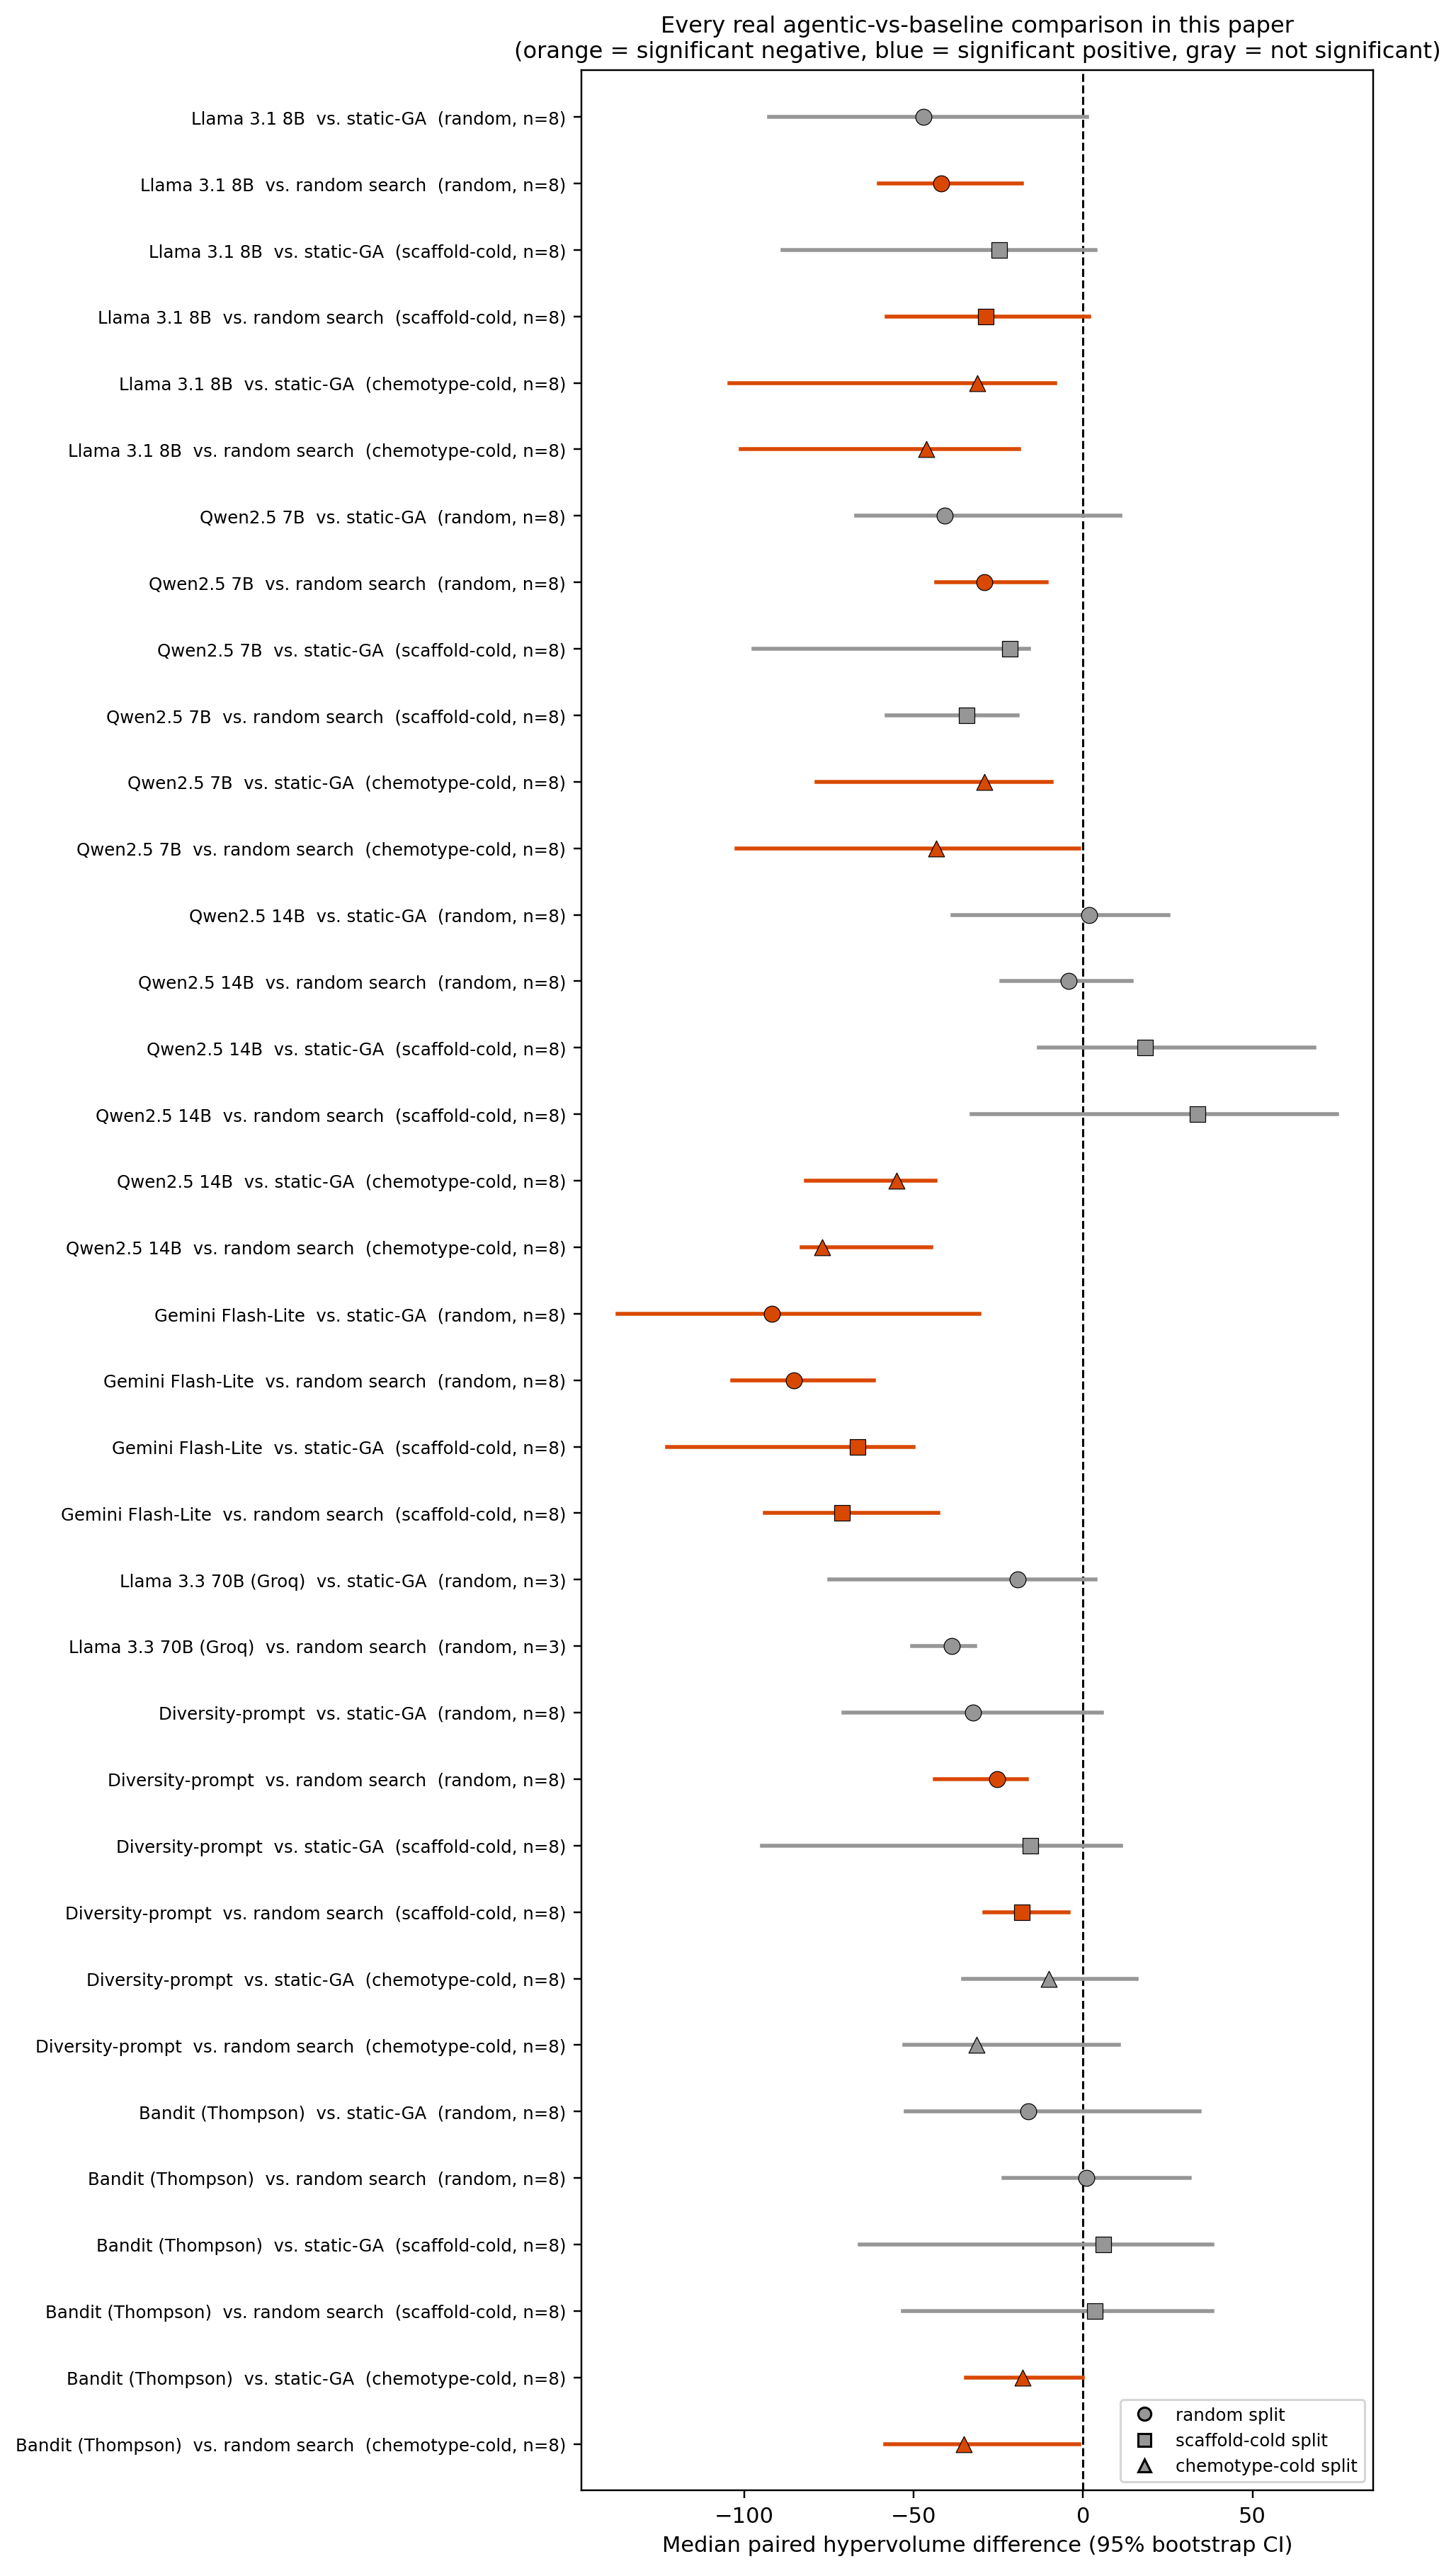 Every real agentic-vs-baseline comparison in this paper
(orange = significant negative, blue = significant positive, gray = not significant)
Llama 3.1 8B  vs. static-GA  (random, n=8)
Llama 3.1 8B  vs. random search  (random, n=8)
Llama 3.1 8B  vs. static-GA  (scaffold-cold, n=8)
Llama 3.1 8B  vs. random search  (scaffold-cold, n=8)
Llama 3.1 8B  vs. static-GA  (chemotype-cold, n=8)
Llama 3.1 8B  vs. random search  (chemotype-cold, n=8)
Qwen2.5 7B  vs. static-GA  (random, n=8)
Qwen2.5 7B  vs. random search  (random, n=8)
Qwen2.5 7B  vs. static-GA  (scaffold-cold, n=8)
Qwen2.5 7B  vs. random search  (scaffold-cold, n=8)
Qwen2.5 7B  vs. static-GA  (chemotype-cold, n=8)
Qwen2.5 7B  vs. random search  (chemotype-cold, n=8)
Qwen2.5 14B  vs. static-GA  (random, n=8)
Qwen2.5 14B  vs. random search  (random, n=8)
Qwen2.5 14B  vs. static-GA  (scaffold-cold, n=8)
Qwen2.5 14B  vs. random search  (scaffold-cold, n=8)
Qwen2.5 14B  vs. static-GA  (chemotype-cold, n=8)
Qwen2.5 14B  vs. random search  (chemotype-cold, n=8)
Gemini Flash-Lite  vs. static-GA  (random, n=8)
Gemini Flash-Lite  vs. random search  (random, n=8)
Gemini Flash-Lite  vs. static-GA  (scaffold-cold, n=8)
Gemini Flash-Lite  vs. random search  (scaffold-cold, n=8)
Llama 3.3 70B (Groq)  vs. static-GA  (random, n=3)
Llama 3.3 70B (Groq)  vs. random search  (random, n=3)
Diversity-prompt  vs. static-GA  (random, n=8)
Diversity-prompt  vs. random search  (random, n=8)
Diversity-prompt  vs. static-GA  (scaffold-cold, n=8)
Diversity-prompt  vs. random search  (scaffold-cold, n=8)
Diversity-prompt  vs. static-GA  (chemotype-cold, n=8)
Diversity-prompt  vs. random search  (chemotype-cold, n=8)
Bandit (Thompson)  vs. static-GA  (random, n=8)
Bandit (Thompson)  vs. random search  (random, n=8)
Bandit (Thompson)  vs. static-GA  (scaffold-cold, n=8)
Bandit (Thompson)  vs. random search  (scaffold-cold, n=8)
Bandit (Thompson)  vs. static-GA  (chemotype-cold, n=8)
Bandit (Thompson)  vs. random search  (chemotype-cold, n=8)
random split
scaffold-cold split
chemotype-cold split
−100 −50 0 50
Median paired hypervolume difference (95% bootstrap CI)